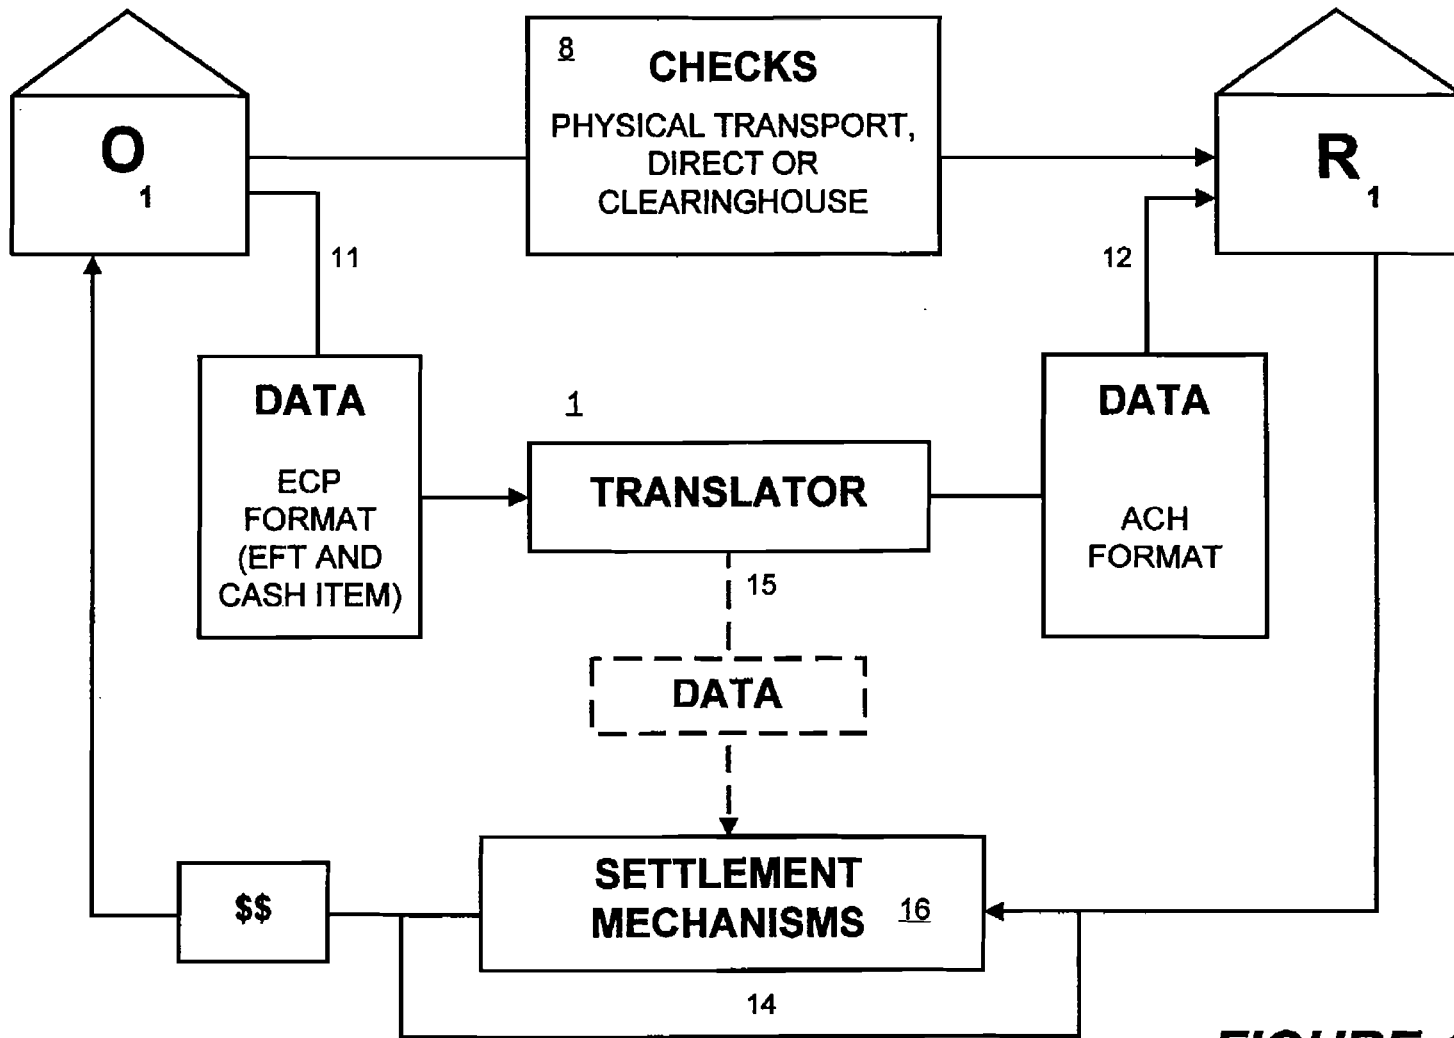 8
CHECKS
PHYSICAL TRANSPORT,
DIRECT OR
CLEARINGHOUSE
O
1
R
1
11
12
DATA
ECP
FORMAT
(EFT AND
CASH ITEM)
1
TRANSLATOR
DATA
ACH
FORMAT
15
DATA
$$
SETTLEMENT
MECHANISMS
16
14
FIGURE